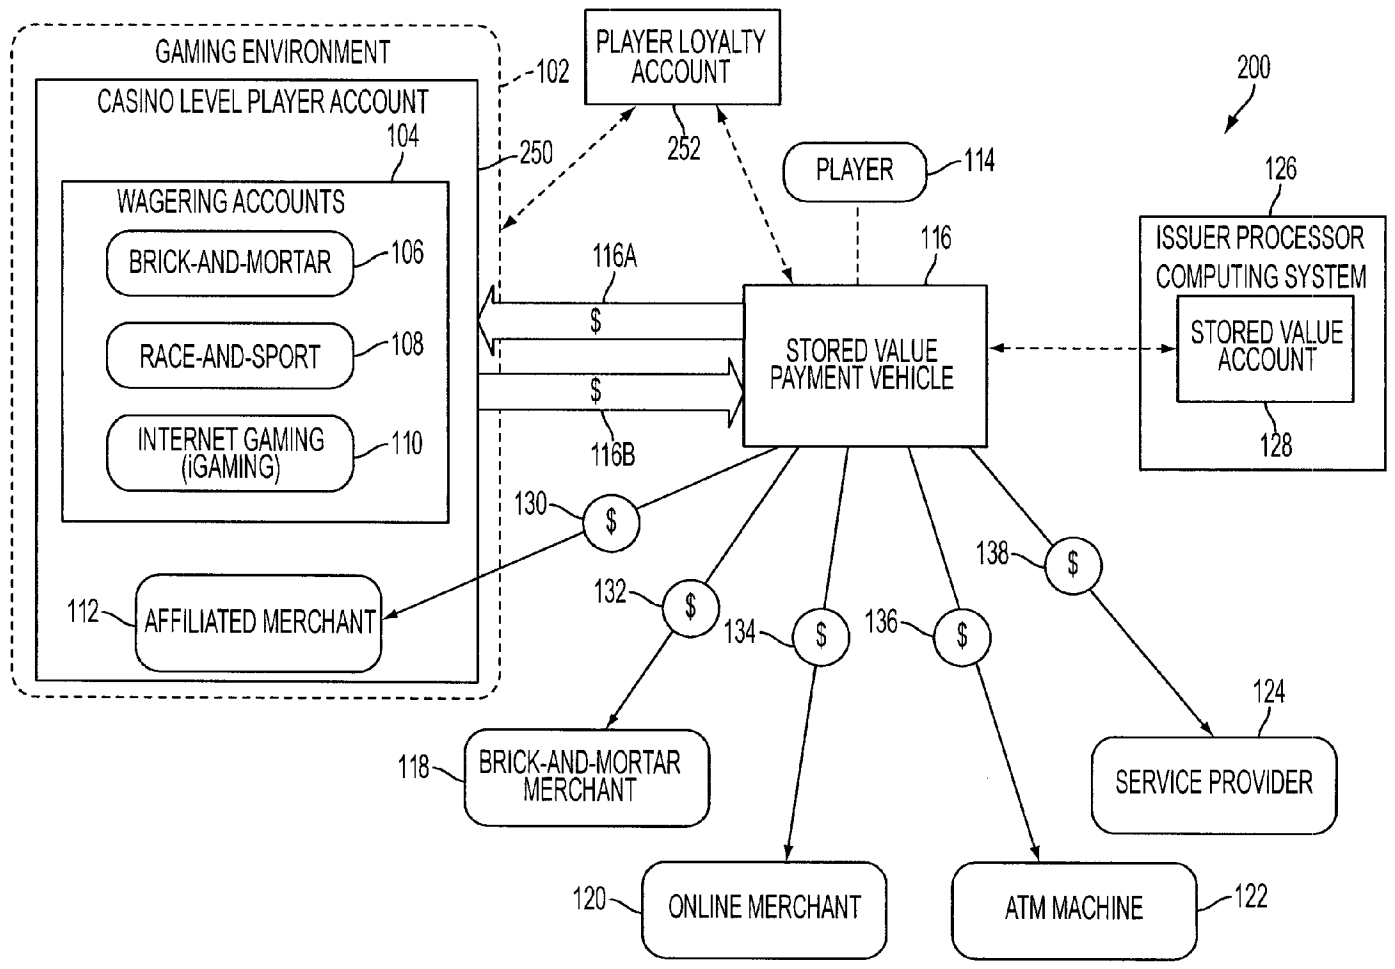 GAMING ENVIRONMENT
102
CASINO LEVEL PLAYER ACCOUNT
104
250
WAGERING ACCOUNTS
BRICK-AND-MORTAR
106
RACE-AND-SPORT
108
INTERNET GAMING
(iGAMING)
110
AFFILIATED MERCHANT
112
PLAYER LOYALTY
ACCOUNT
252
200
PLAYER
114
116
116A
$
$
116B
STORED VALUE
PAYMENT VEHICLE
126
ISSUER PROCESSOR
COMPUTING SYSTEM
STORED VALUE
ACCOUNT
128
130
$
132
$
134
$
136
$
138
$
118
BRICK-AND-MORTAR
MERCHANT
120
ONLINE MERCHANT
ATM MACHINE
122
124
SERVICE PROVIDER